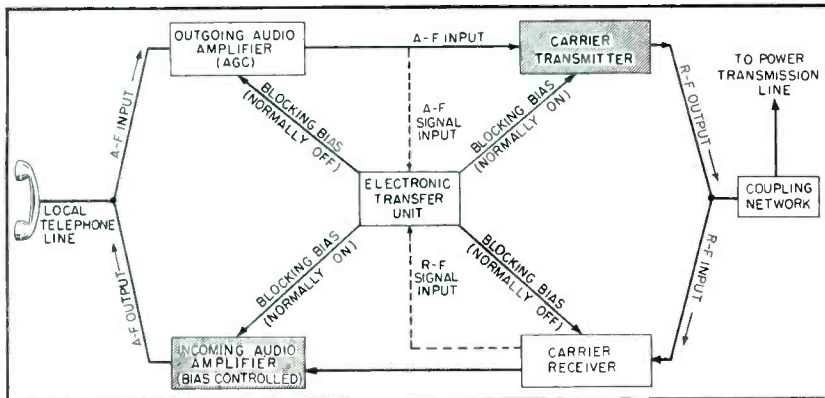 OUTGOING AUDIO
AMPLIFIER
(AGC)
A-F INPUT
CARRIER
TRANSMITTER
TO POWER
TRANSMISSION
LINE
A-F INPUT
BLOCKING BIAS
(NORMALLY OFF)
A-F
SIGNAL
INPUT
BLOCKING BIAS
(NORMALLY ON)
R-F OUTPUT
ELECTRONIC
TRANSFER
UNIT
COUPLING
NETWORK
LOCAL
TELEPHONE
LINE
A-F OUTPUT
BLOCKING BIAS
(NORMALLY ON)
R-F
SIGNAL
INPUT
BLOCKING BIAS
(NORMALLY OFF)
R-F INPUT
INCOMING AUDIO
AMPLIFIER
(BIAS CONTROLLED)
CARRIER
RECEIVER